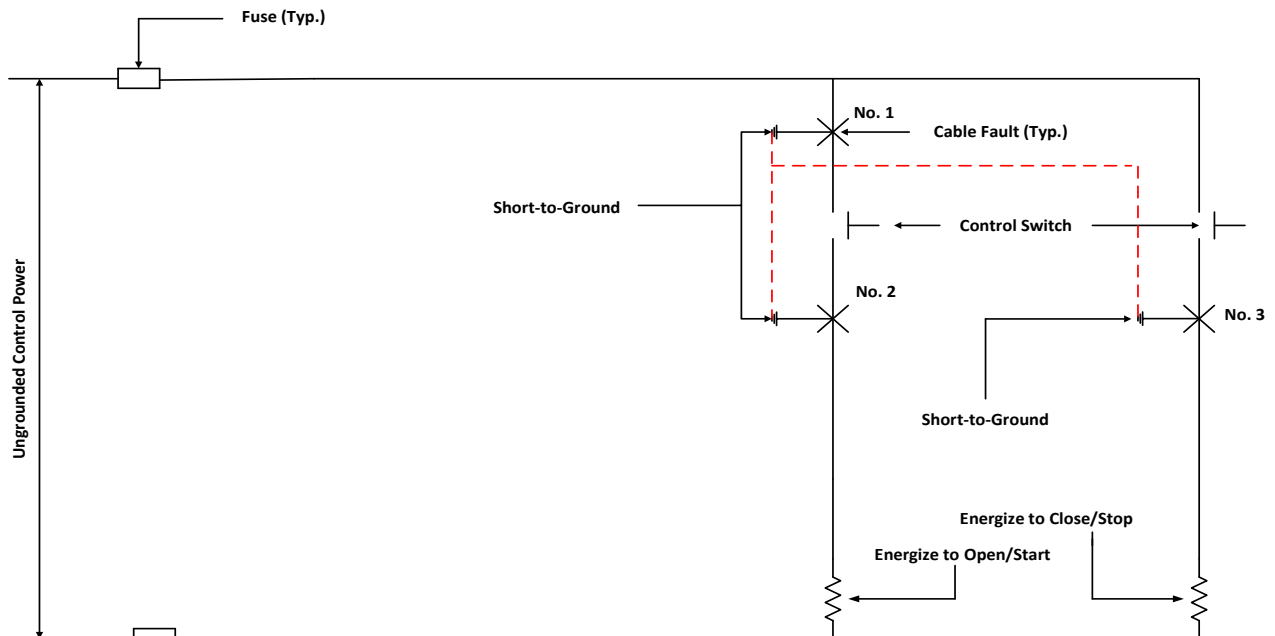 Fuse (Typ.)
No. 1
Cable Fault (Typ.)
Short-to-Ground
Control Switch
No. 2
No. 3
Ungrounded Control Power
Short-to-Ground
Energize to Close/Stop
Energize to Open/Start